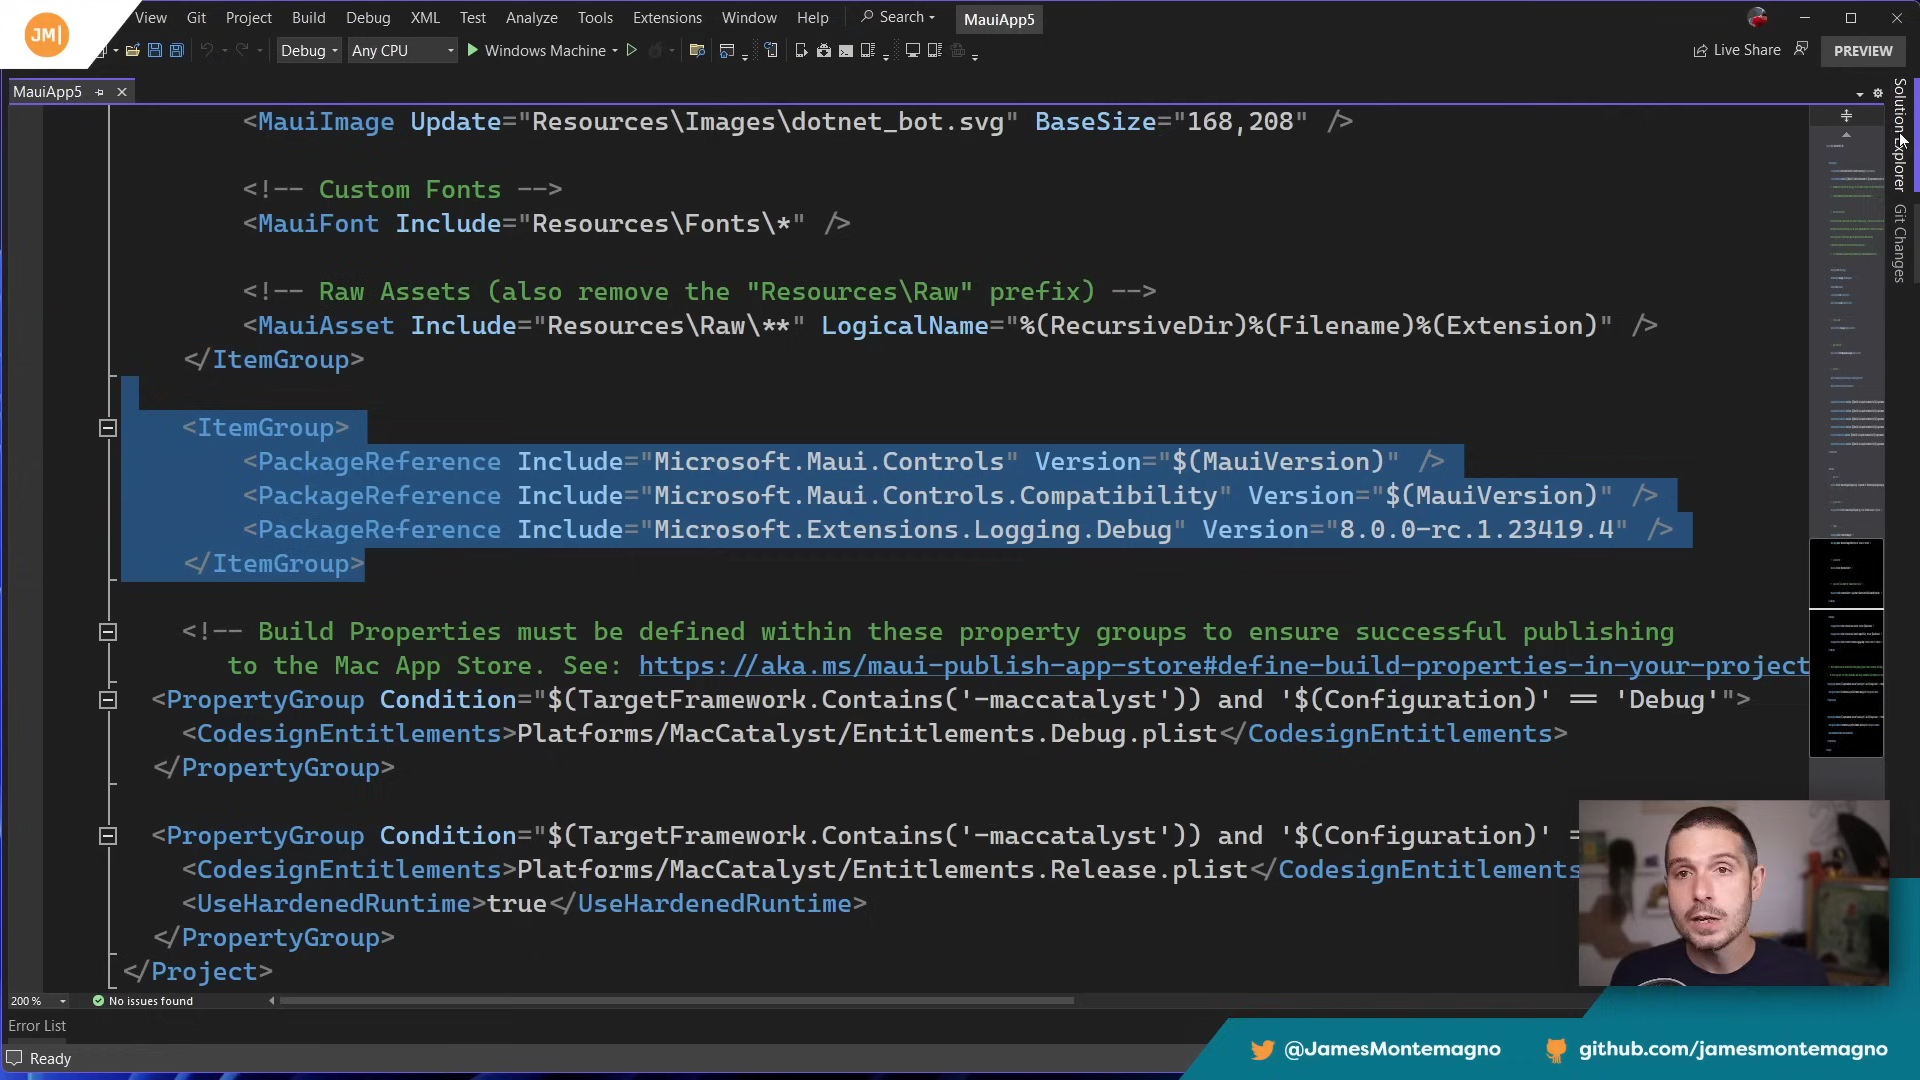 JM|
View Git Project Build Debug XML Test Analyze Tools Extensions Window Help Search MauiApp5
Debug Any CPU Windows Machine Live Share PREVIEW
MauiApp5
<MauiImage Update="Resources\Images\dotnet_bot.svg" BaseSize="168,208" />
<!-- Custom Fonts -->
<MauiFont Include="Resources\Fonts\*" />
<!-- Raw Assets (also remove the "Resources\Raw" prefix) -->
<MauiAsset Include="Resources\Raw\**" LogicalName="%(RecursiveDir)%(Filename)%(Extension)" />
</ItemGroup>
<ItemGroup>
<PackageReference Include="Microsoft.Maui.Controls" Version="$(MauiVersion)" />
<PackageReference Include="Microsoft.Maui.Controls.Compatibility" Version="$(MauiVersion)" />
<PackageReference Include="Microsoft.Extensions.Logging.Debug" Version="8.0.0-rc.1.23419.4" />
</ItemGroup>
<!-- Build Properties must be defined within these property groups to ensure successful publishing
to the Mac App Store. See: https://aka.ms/maui-publish-app-store#define-build-properties-in-your-project
<PropertyGroup Condition="$(TargetFramework.Contains('-maccatalyst')) and '$(Configuration)' == 'Debug'">
<CodesignEntitlements>Platforms/MacCatalyst/Entitlements.Debug.plist</CodesignEntitlements>
</PropertyGroup>
<PropertyGroup Condition="$(TargetFramework.Contains('-maccatalyst')) and '$(Configuration)' =
<CodesignEntitlements>Platforms/MacCatalyst/Entitlements.Release.plist</CodesignEntitlements
<UseHardenedRuntime>true</UseHardenedRuntime>
</PropertyGroup>
</Project>
Solution Explorer
Git Changes
200 % No issues found
Error List
Ready
@JamesMontemagno github.com/jamesmontemagno